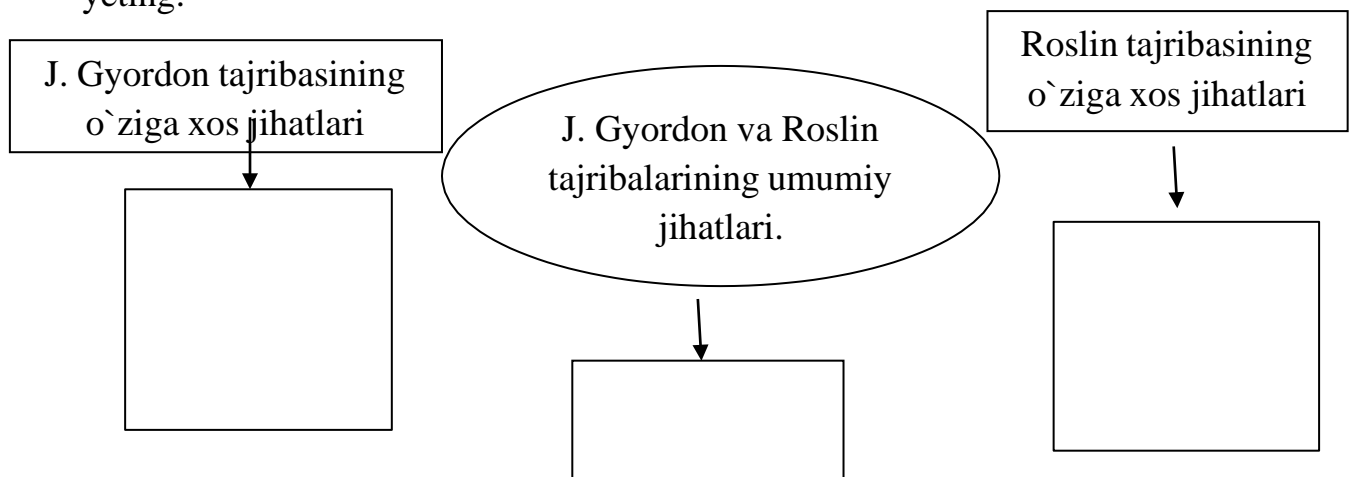 yeting.
J. Gyordon tajribasining
o`ziga xos jihatlari
J. Gyordon va Roslin
tajribalarining umumiy
jihatlari.
Roslin tajribasining
o`ziga xos jihatlari